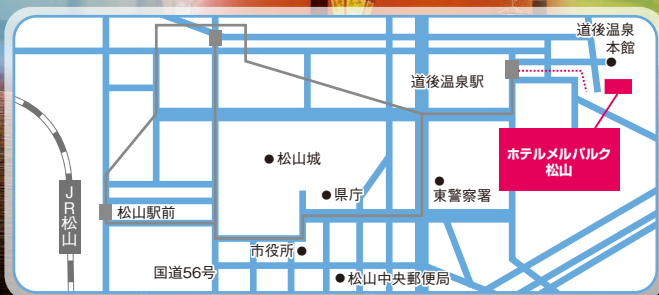 道後温泉
本館
道後温泉駅
ホテルメルパルク
松山
松山城
県庁
東警察署
JR松山
松山駅前
市役所
国道56号
松山中央郵便局